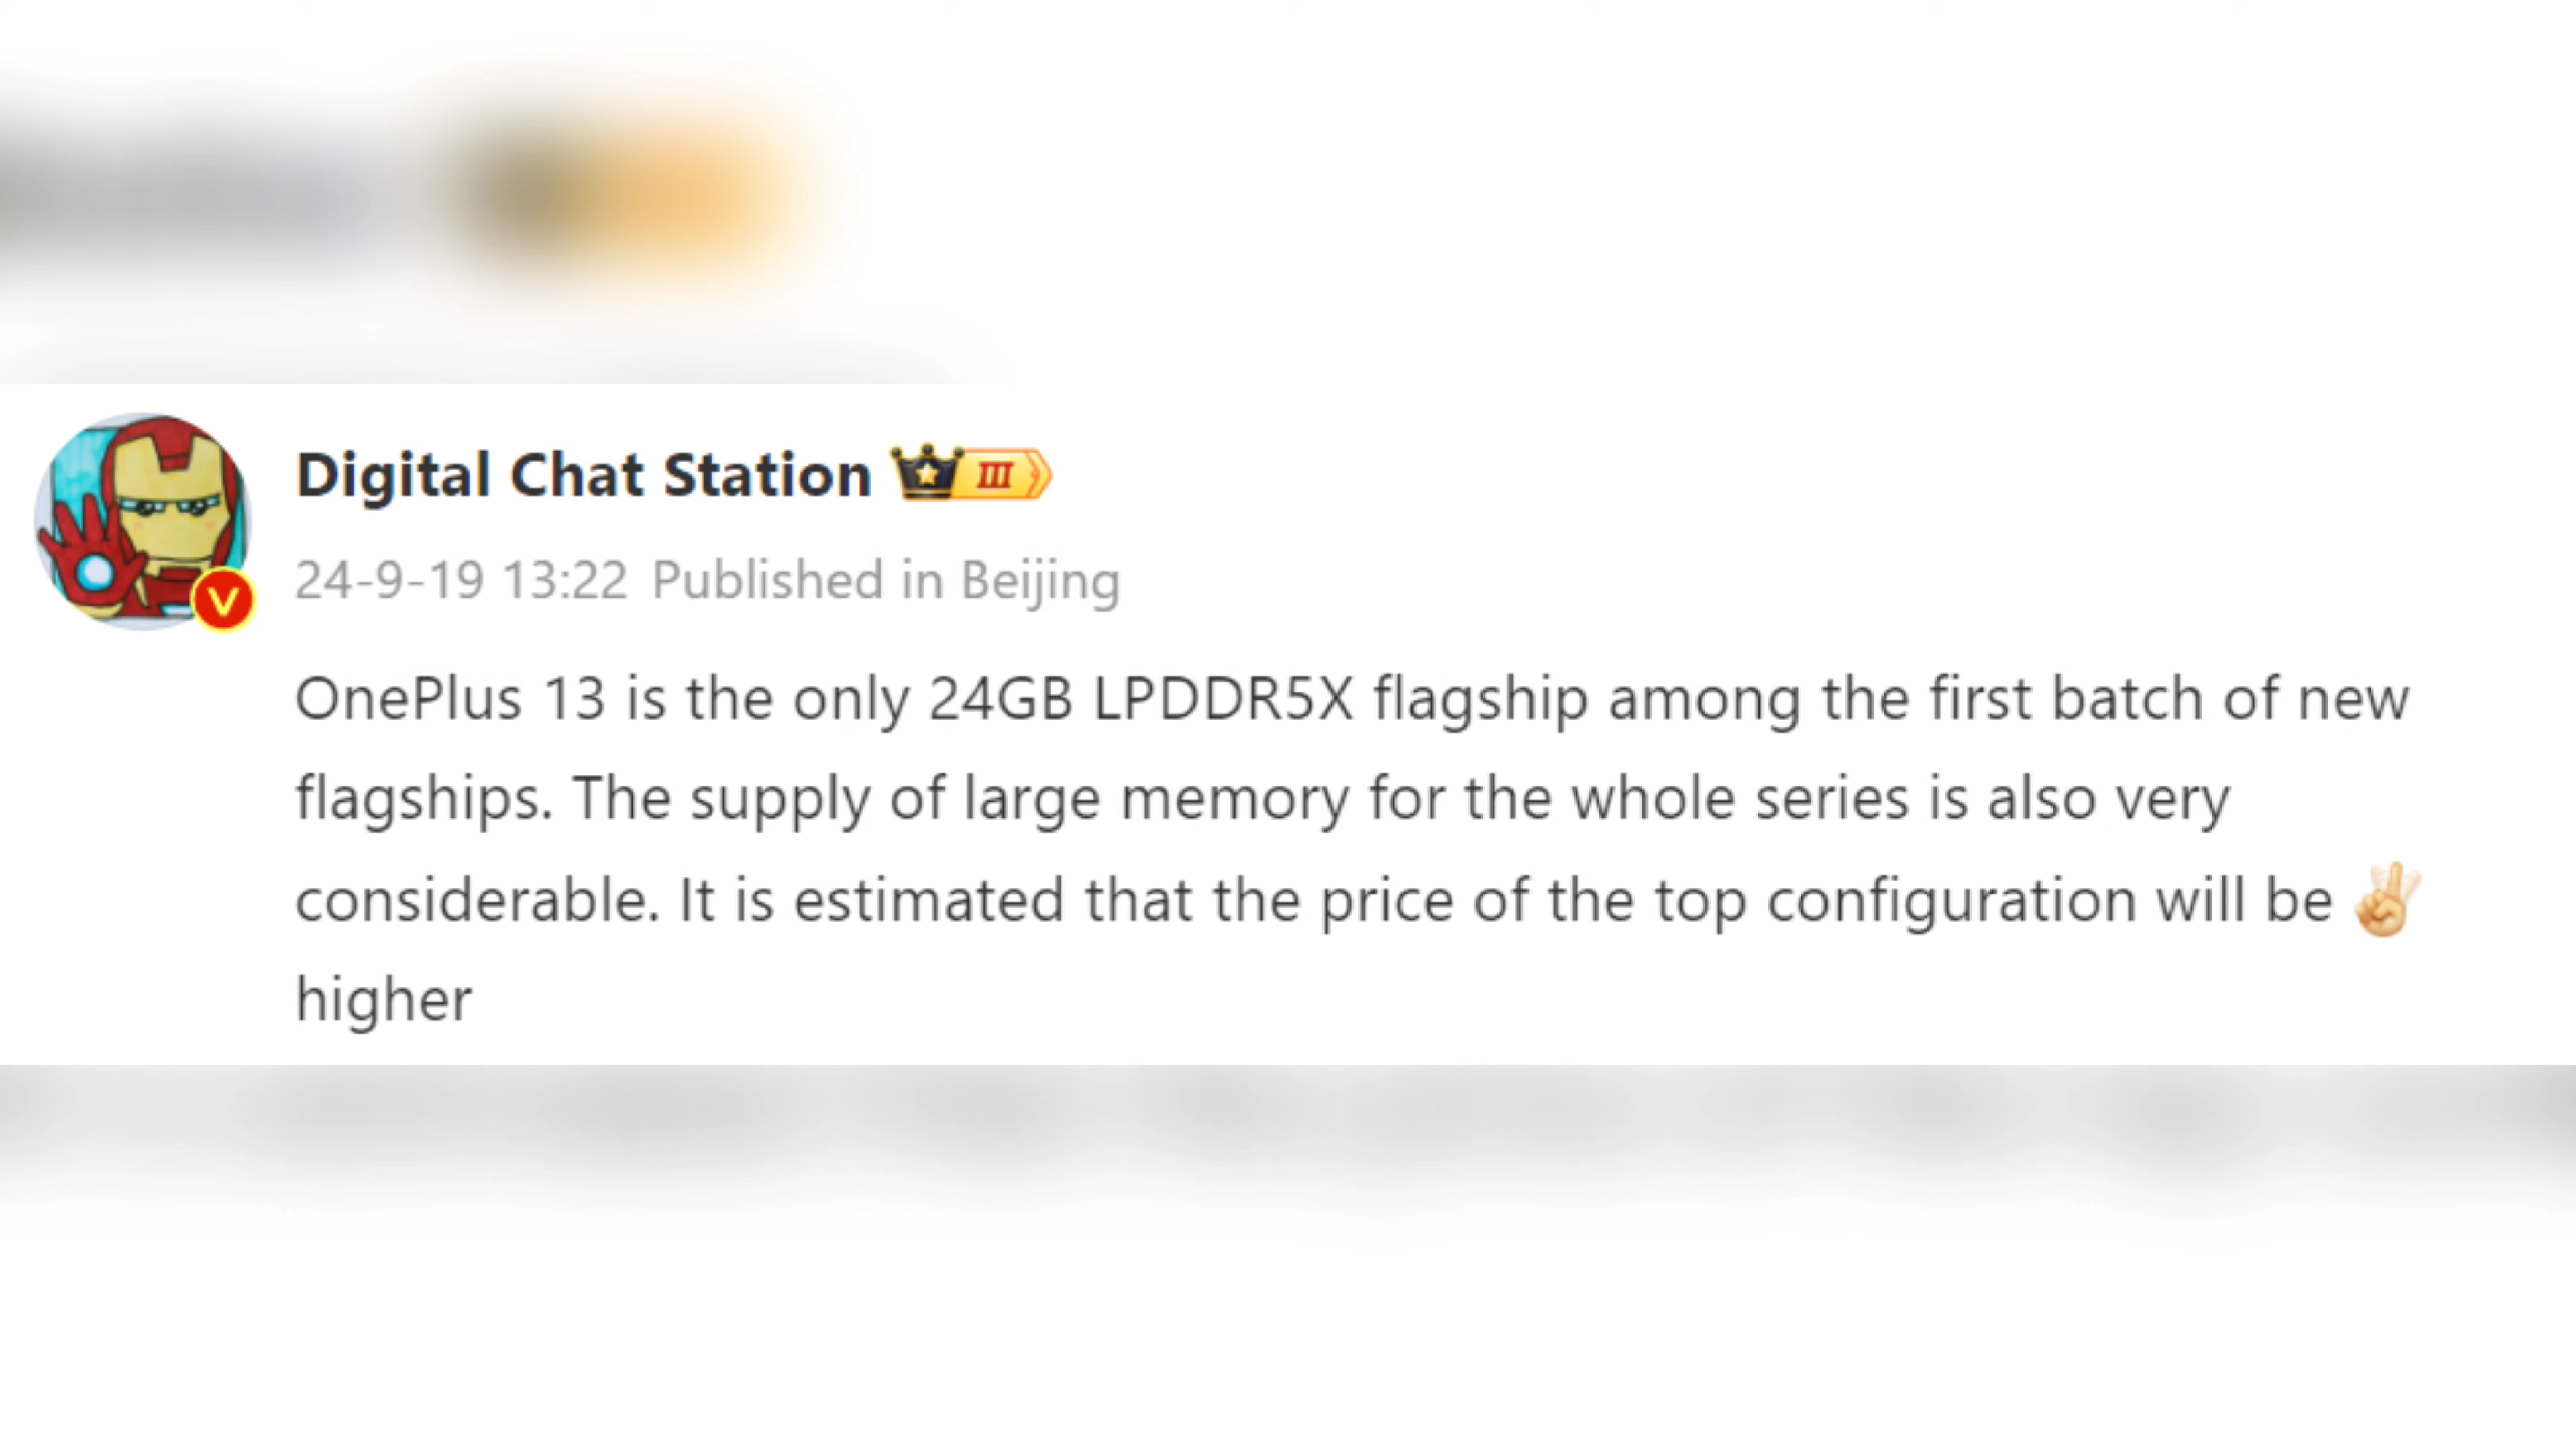 Digital Chat Station III
24-9-19 13:22 Published in Beijing
OnePlus 13 is the only 24GB LPDDR5X flagship among the first batch of new
flagships. The supply of large memory for the whole series is also very
considerable. It is estimated that the price of the top configuration will be ✌🏻
higher